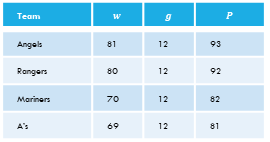 Team w g P
Angels 81 12 93
Rangers 80 12 92
Mariners 70 12 82
A's 69 12 81